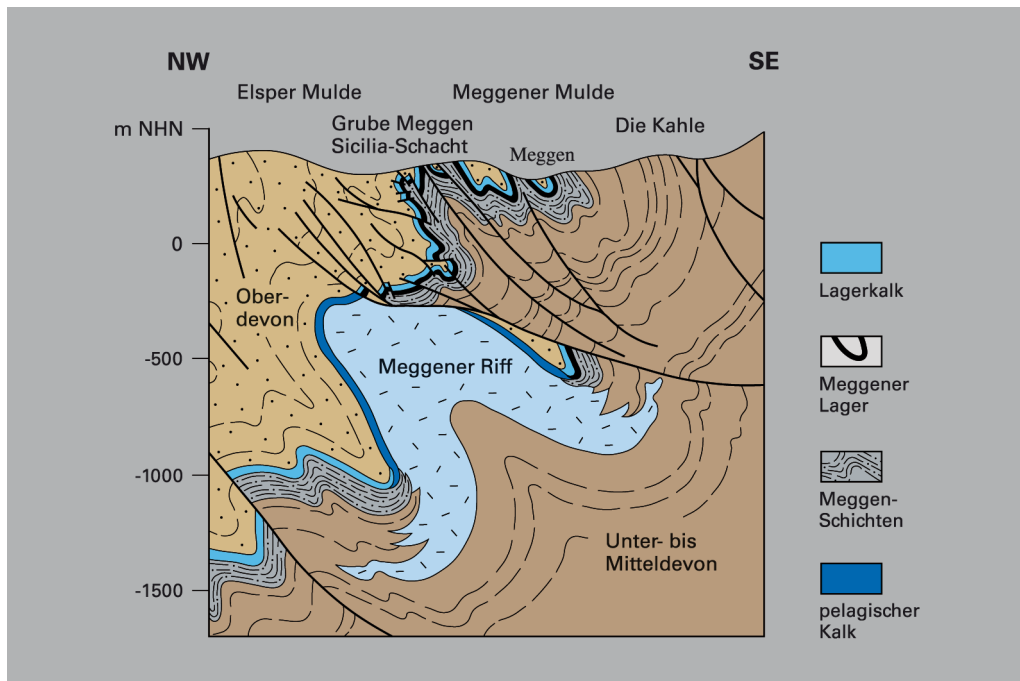 NW
SE
Elsper Mulde
Meggener Mulde
Grube Meggen
Sicilia-Schacht
Die Kahle
Meggen
m NHN
0
-500
-1000
-1500
Ober-
devon
Meggener Riff
Unter- bis
Mitteldevon
Lagerkalk
Meggener
Lager
Meggen-
Schichten
pelagischer
Kalk